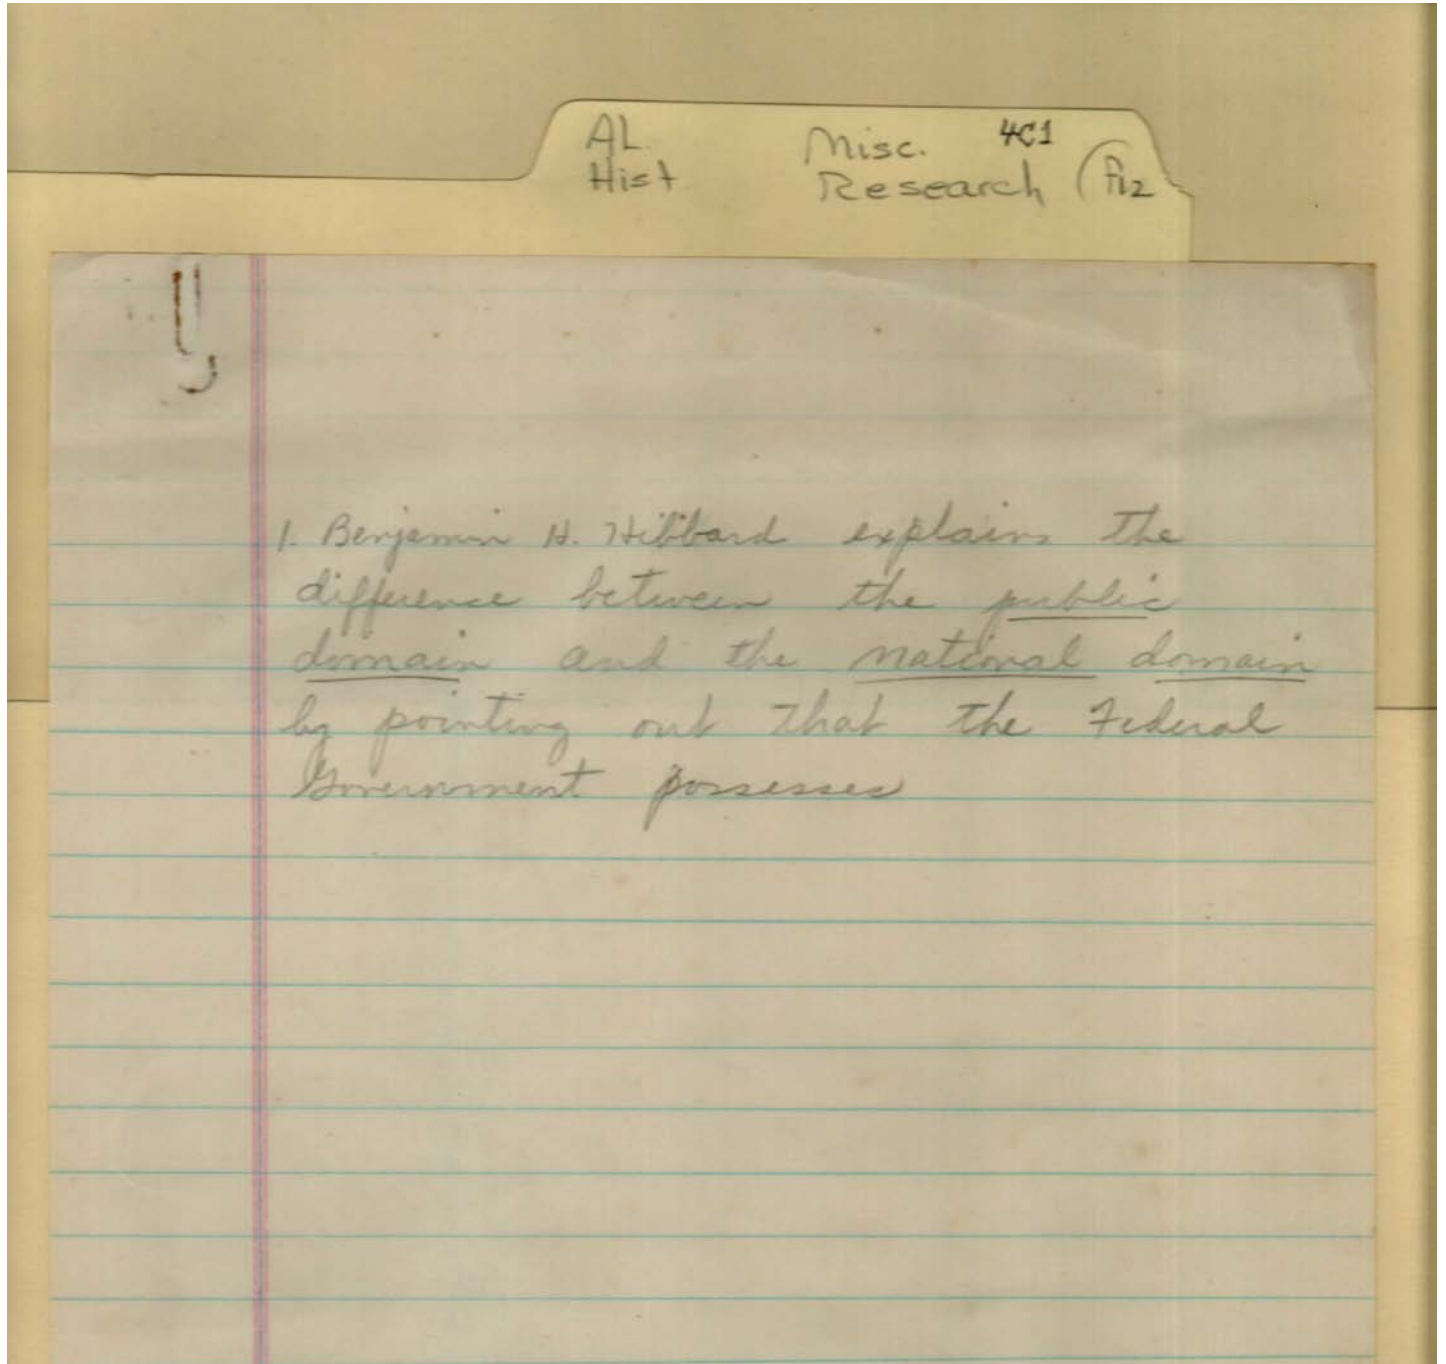 AL Misc. 4C1
Hist Research
1. Benjamin H. Hibbard explains the
difference between the public
domain and the national domain
by pointing out that the Federal
Government possesses